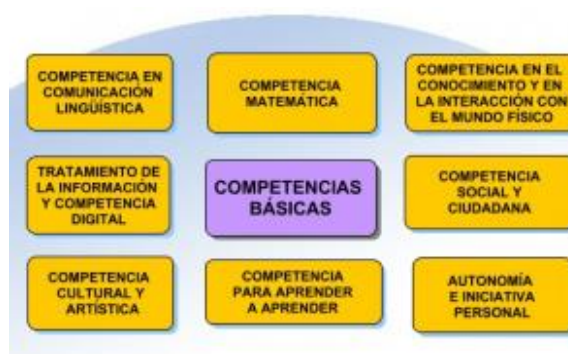 COMPETENCIA EN
COMUNICACIÓN
LINGÜÍSTICA
COMPETENCIA
MATEMÁTICA
COMPETENCIA EN EL
CONOCIMIENTO Y EN
LA INTERACCIÓN CON
EL MUNDO FÍSICO
TRATAMIENTO DE
LA INFORMACIÓN
Y COMPETENCIA
DIGITAL
COMPETENCIAS
BÁSICAS
COMPETENCIA
SOCIAL Y
CIUDADANA
COMPETENCIA
CULTURAL Y
ARTÍSTICA
COMPETENCIA
PARA APRENDER
A APRENDER
AUTONOMÍA
E INICIATIVA
PERSONAL